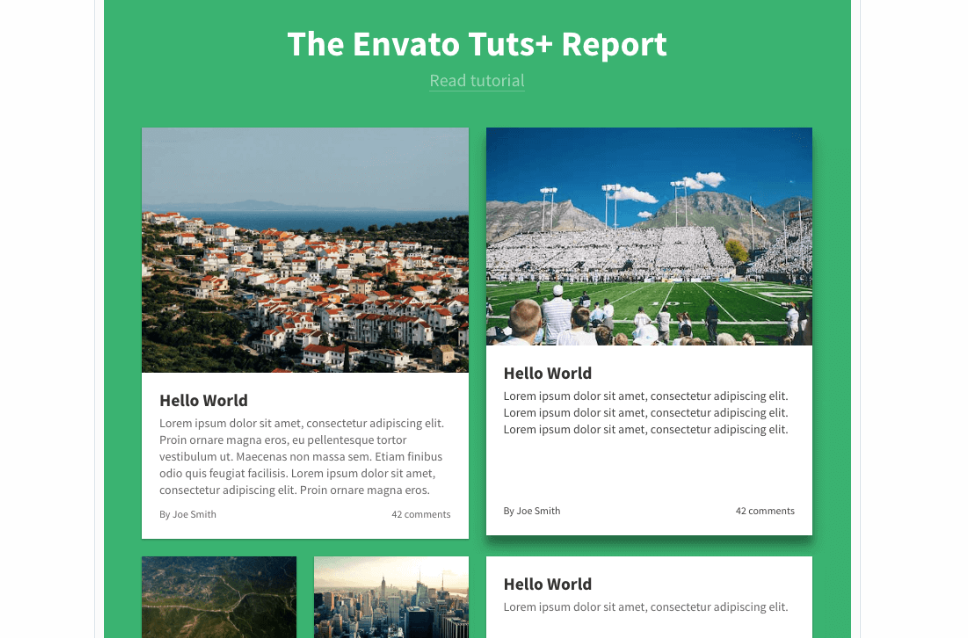 The Envato Tuts+ Report
Read tutorial
Hello World
Lorem ipsum dolor sit amet, consectetur adipiscing elit.
Proin ornare magna eros, eu pellentesque tortor
vestibulum ut. Maecenas non massa sem. Etiam finibus
odio quis feugiat facilisis. Lorem ipsum dolor sit amet,
consectetur adipiscing elit. Proin ornare magna eros.
By Joe Smith
42 comments
Hello World
Lorem ipsum dolor sit amet, consectetur adipiscing elit.
Lorem ipsum dolor sit amet, consectetur adipiscing elit.
Lorem ipsum dolor sit amet, consectetur adipiscing elit.
By Joe Smith
42 comments
Hello World
Lorem ipsum dolor sit amet, consectetur adipiscing elit.